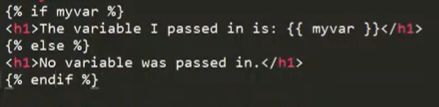 {% if myvar %}
<h1>The variable I passed in is: {{ myvar }}</h1>
{% else %}
<h1>No variable was passed in.</h1>
{% endif %}